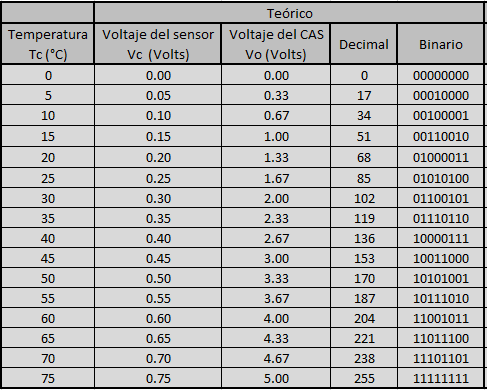 Teórico
Temperatura Tc (°C) Voltaje del sensor Vc (Volts) Voltaje del CAS Vo (Volts) Decimal Binario
0 0.00 0.00 0 00000000
5 0.05 0.33 17 00010000
10 0.10 0.67 34 00100001
15 0.15 1.00 51 00110010
20 0.20 1.33 68 01000011
25 0.25 1.67 85 01010100
30 0.30 2.00 102 01100101
35 0.35 2.33 119 01110110
40 0.40 2.67 136 10000111
45 0.45 3.00 153 10011000
50 0.50 3.33 170 10101001
55 0.55 3.67 187 10111010
60 0.60 4.00 204 11001011
65 0.65 4.33 221 11011100
70 0.70 4.67 238 11101101
75 0.75 5.00 255 11111111